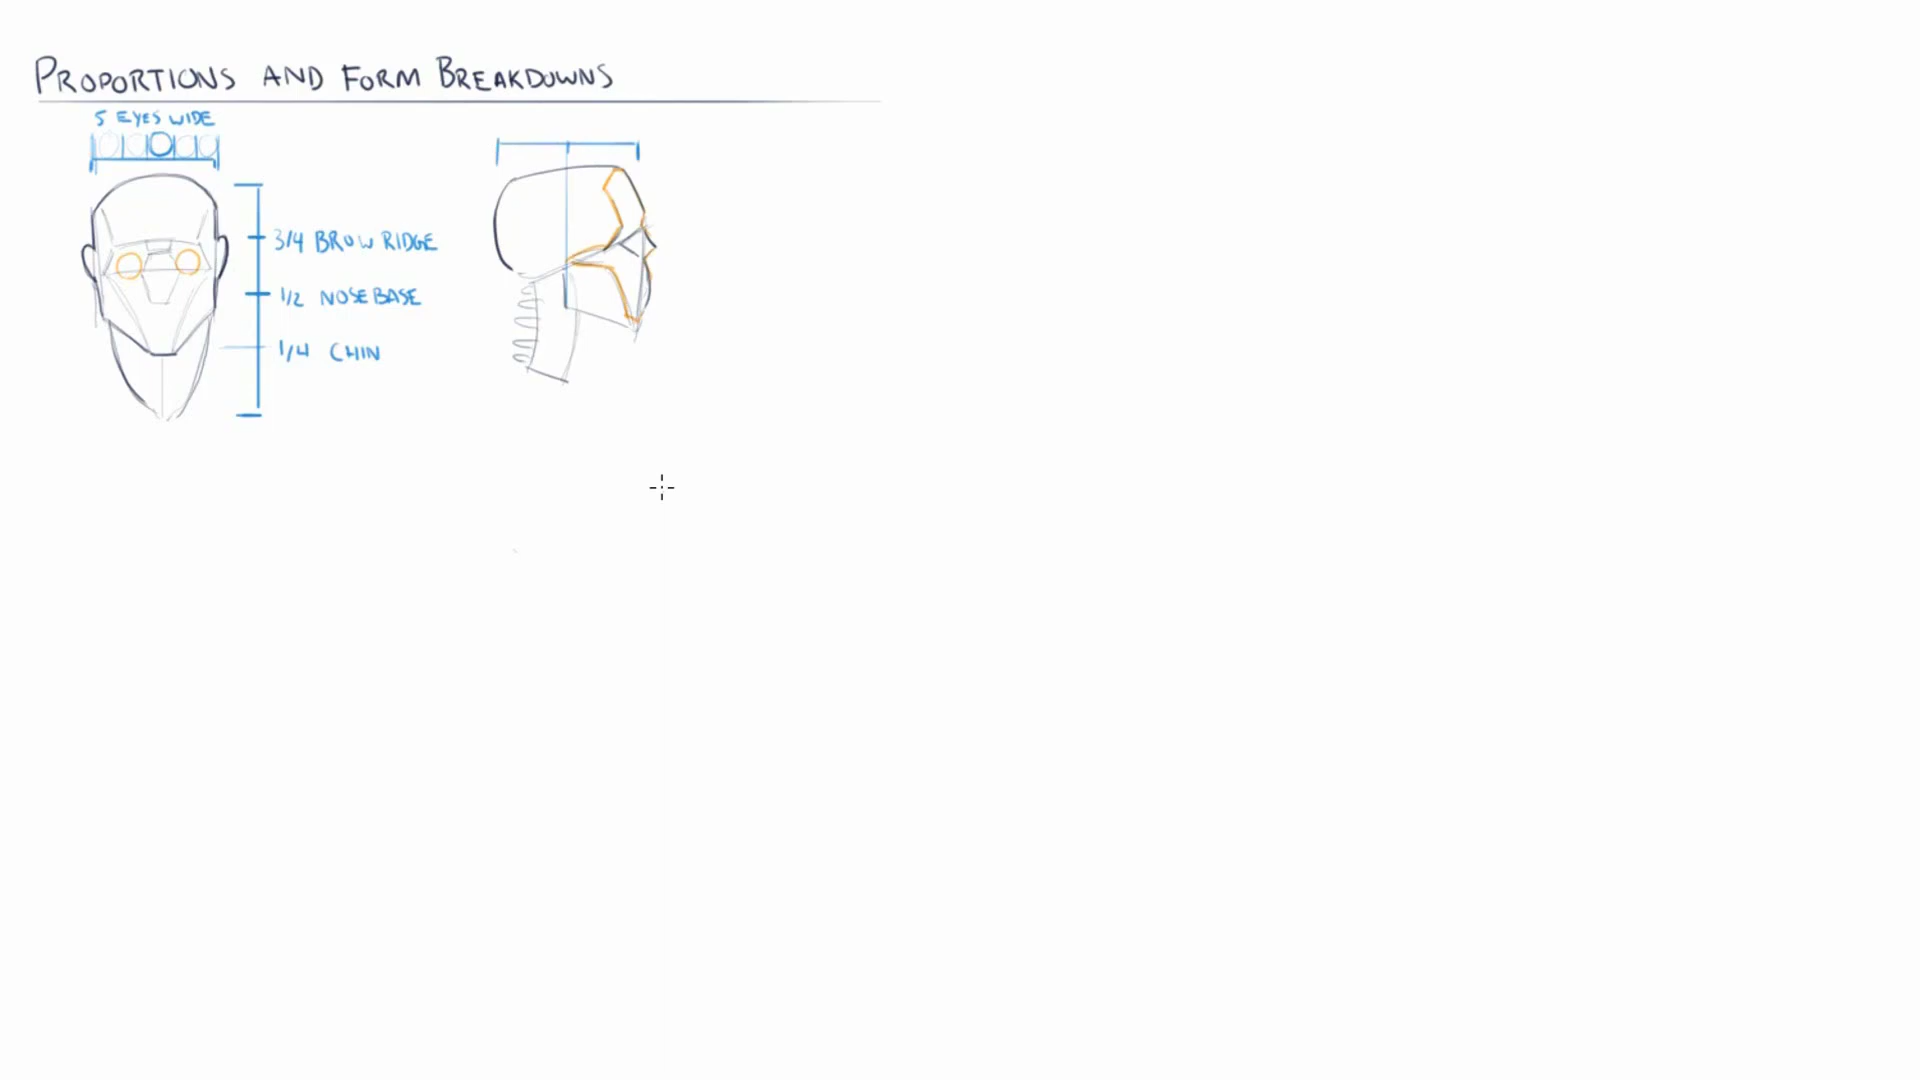 PROPORTIONS AND FORM BREAKDOWNS
5 EYES WIDE
3/4 BROW RIDGE
1/2 NOSE BASE
1/4 CHIN